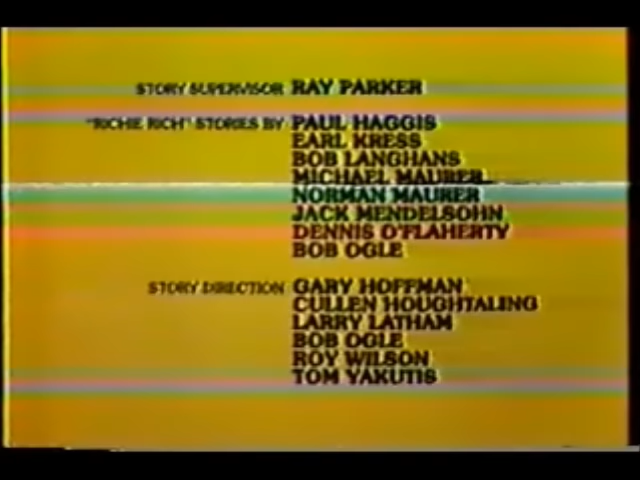 STORY SUPERVISOR RAY PARKER
"RICHIE RICH" STORIES BY PAUL HAGGIS
EARL KRESS
BOB LANGHANS
MICHAEL MAURER
NORMAN MAURER
JACK MENDELSOHN
DENNIS O'FLAHERTY
BOB OGLE
STORY DIRECTION GARY HOFFMAN
CULLEN HOUGHTALING
LARRY LATHAM
BOB OGLE
ROY WILSON
TOM YAKUTIS